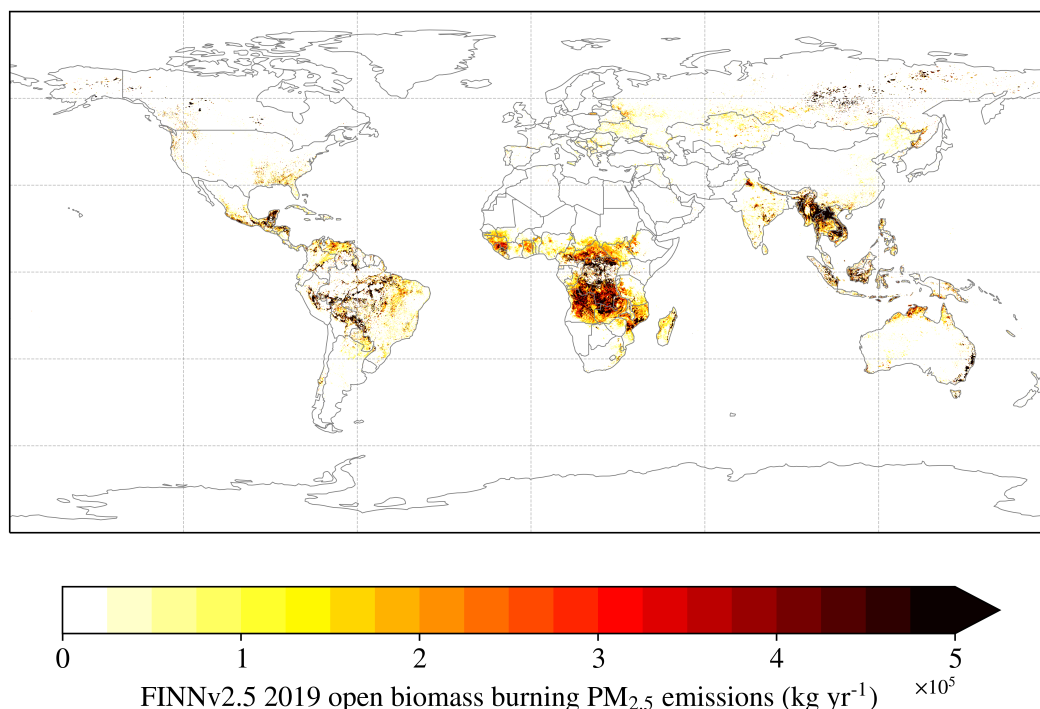 0 1 2 3 4 5
×10⁵
FINNv2.5 2019 open biomass burning PM₂.₅ emissions (kg yr⁻¹)